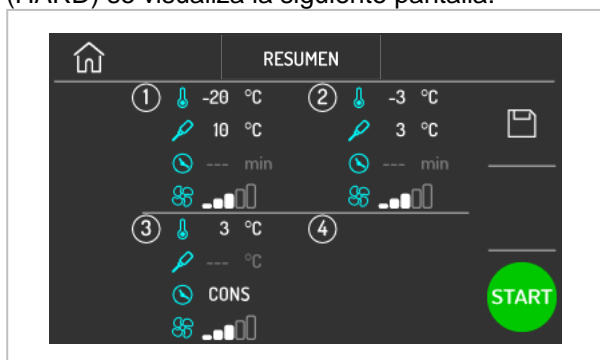 (HARD) se visualiza la siguiente pantalla:
RESUMEN
1 -20 °C 2 -3 °C
10 °C 3 °C
--- min --- min
3 3 °C 4
--- °C
CONS
START